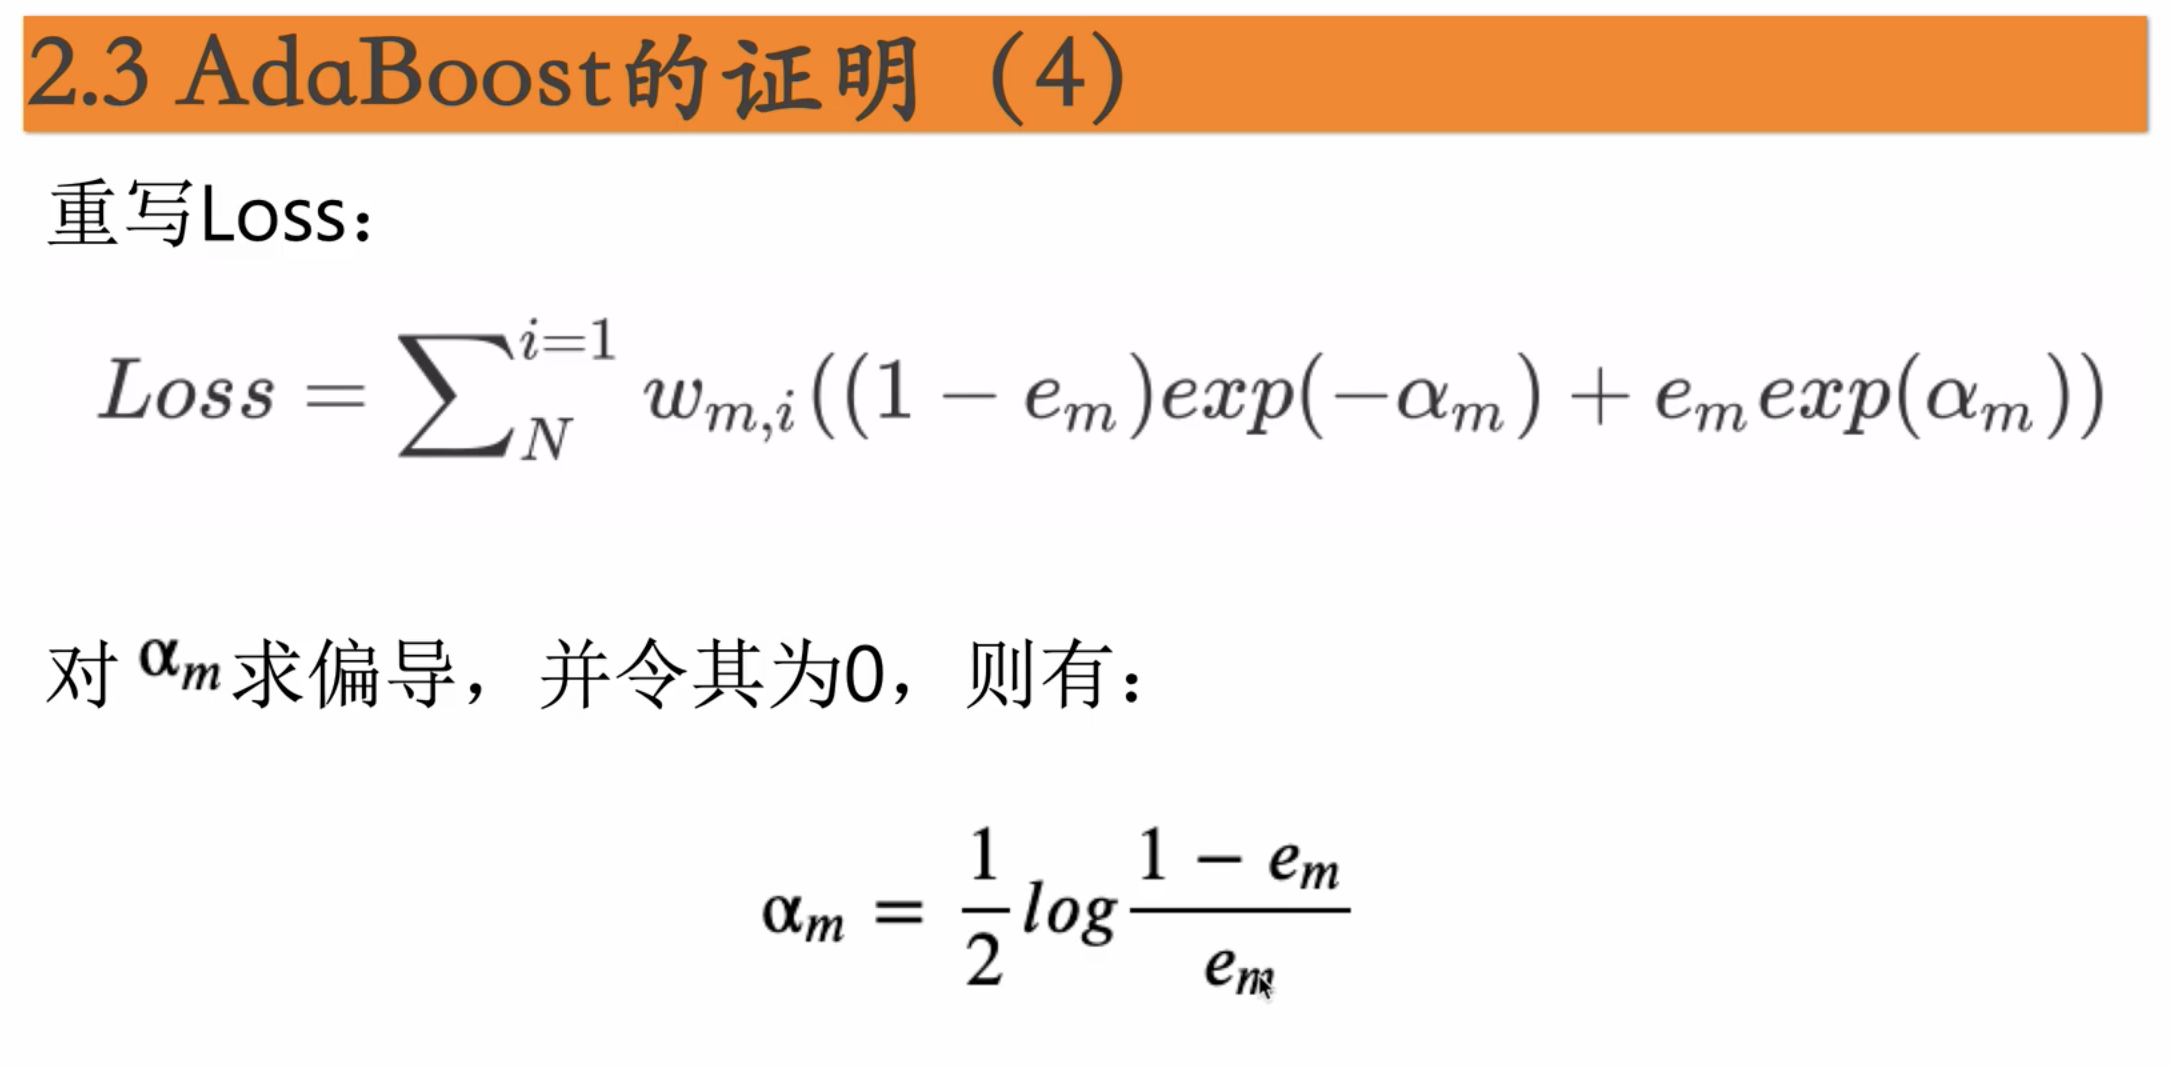 2.3 AdaBoost的证明（4）
重写Loss：
$Loss = \sum_{N}^{i=1} w_{m,i}((1-e_m)exp(-\alpha_m)+e_m exp(\alpha_m))$
对 $\alpha_m$ 求偏导，并令其为0，则有：
$\alpha_m = \frac{1}{2} log \frac{1-e_m}{e_m}$